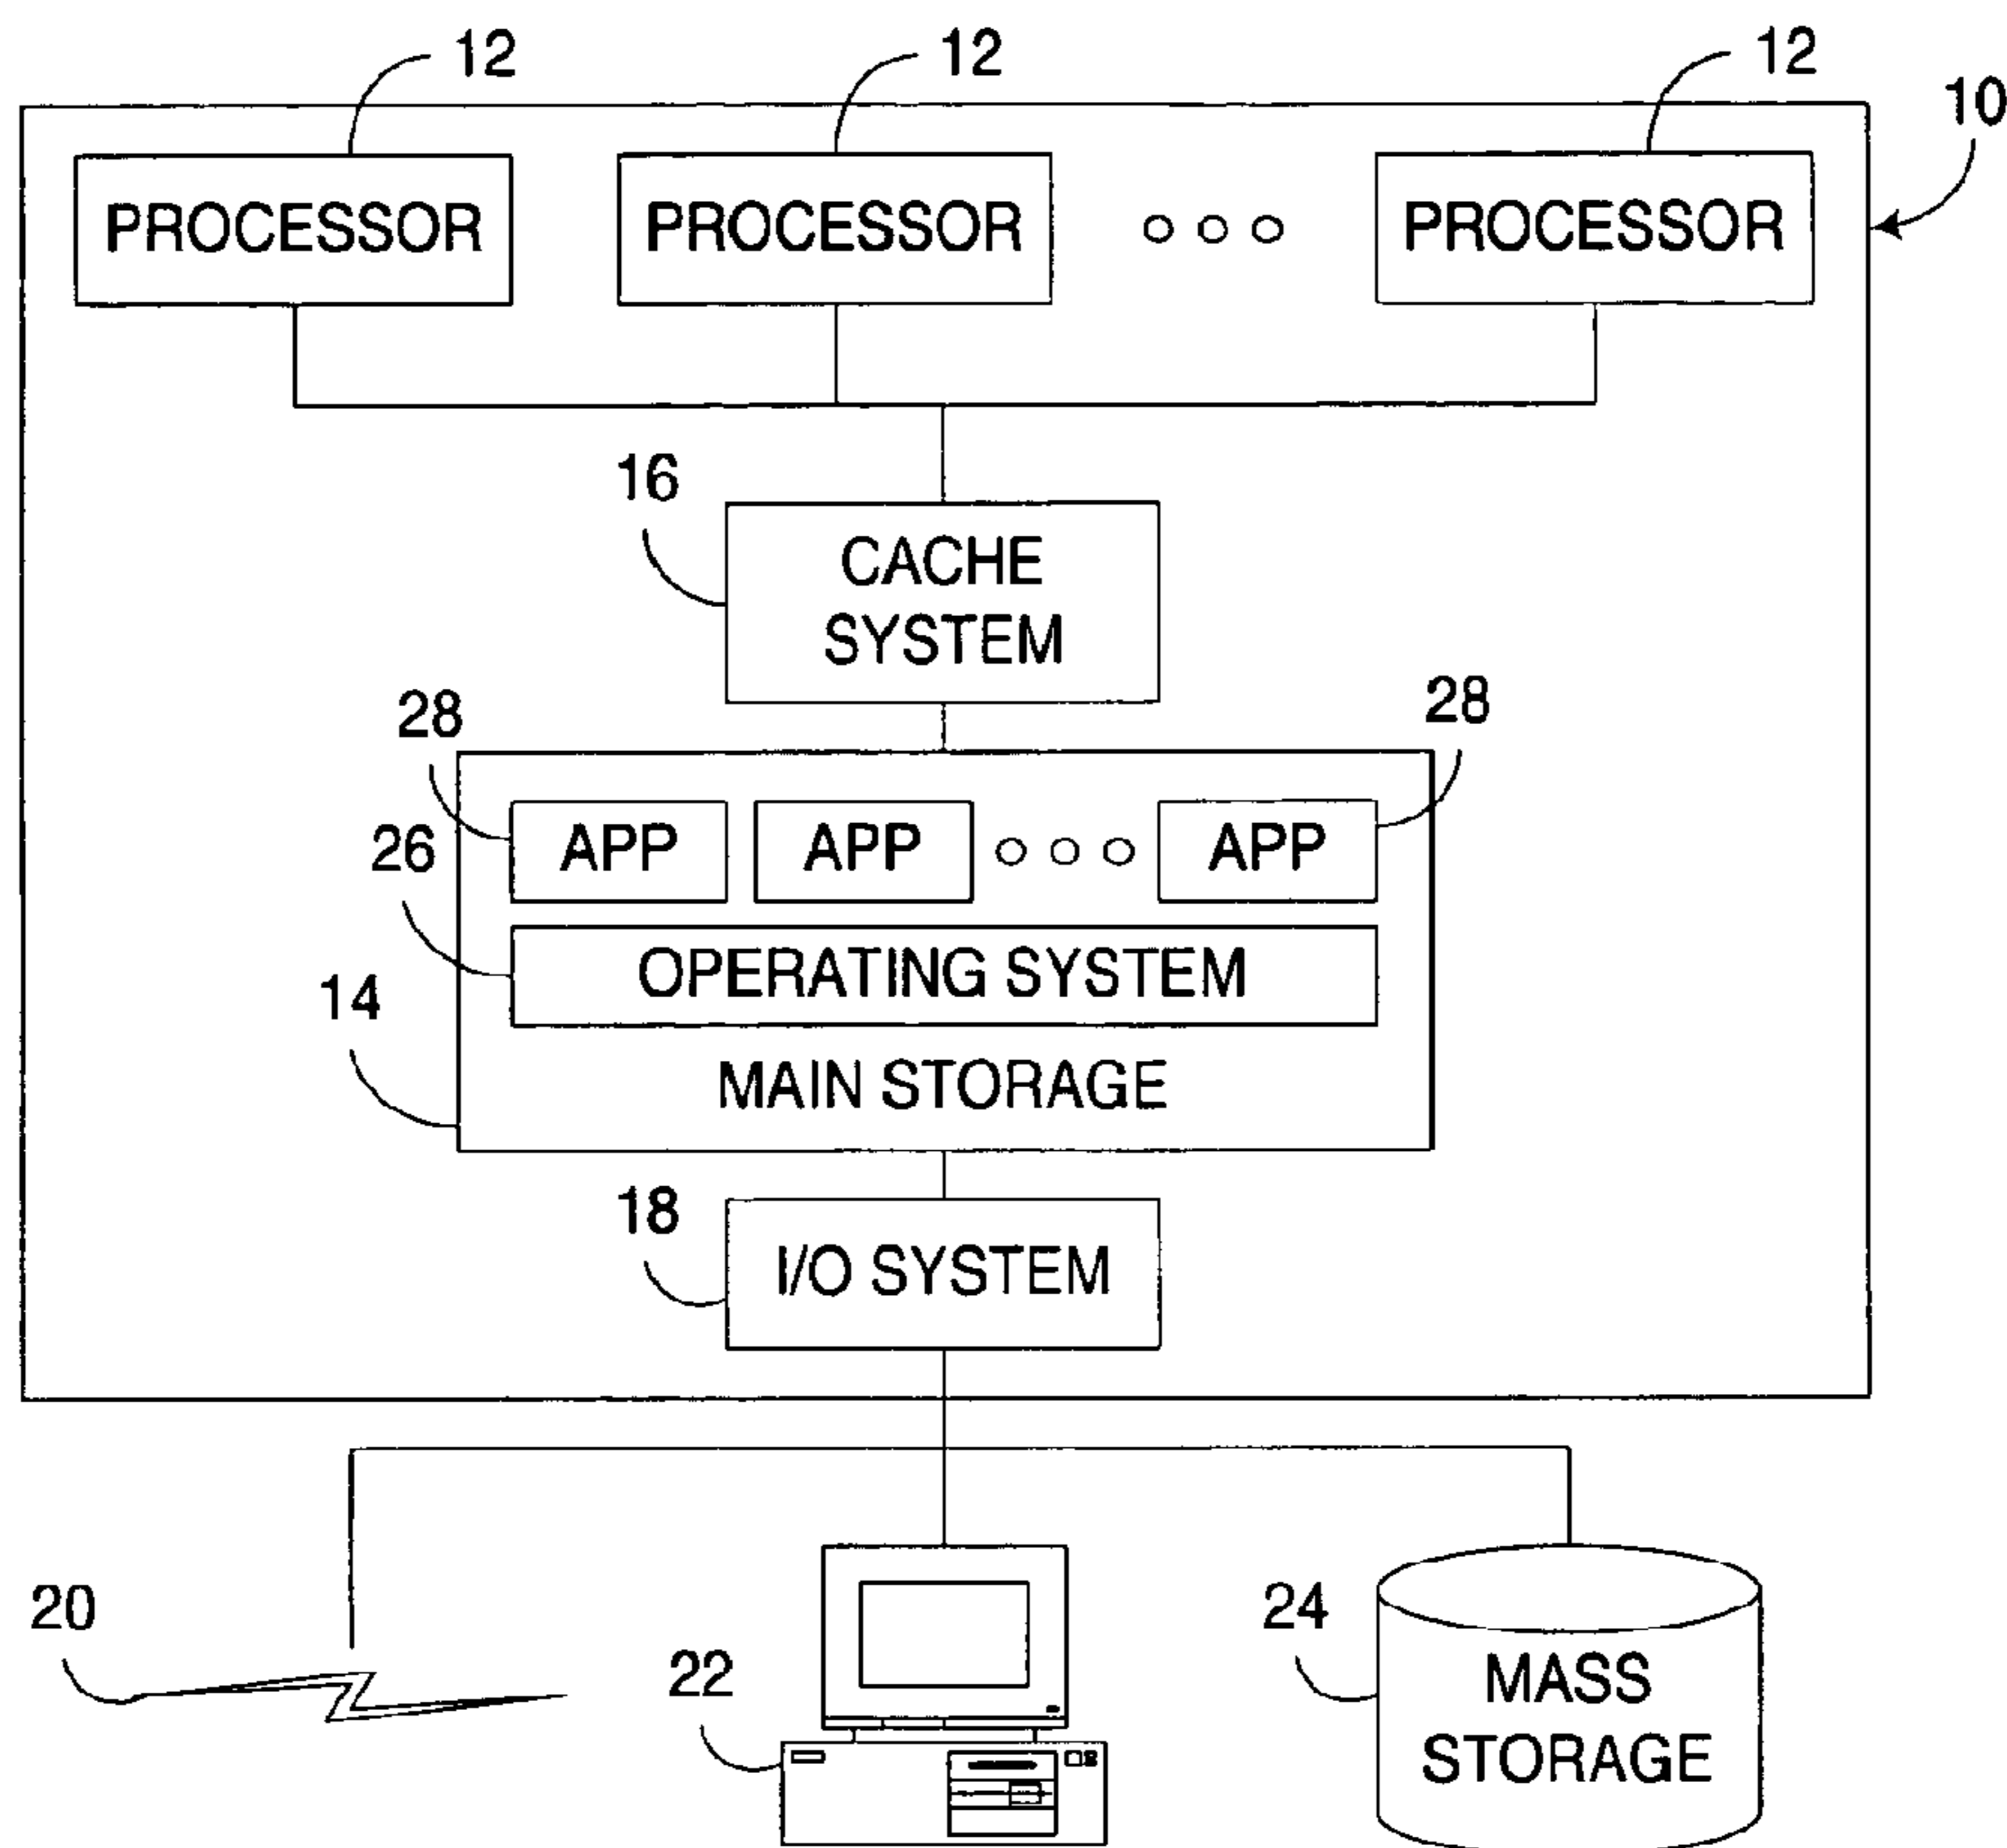 12 12 12
10
PROCESSOR PROCESSOR PROCESSOR
16
CACHE
SYSTEM
28 28
APP APP APP
26
OPERATING SYSTEM
14
MAIN STORAGE
18
I/O SYSTEM
20
22
24
MASS
STORAGE